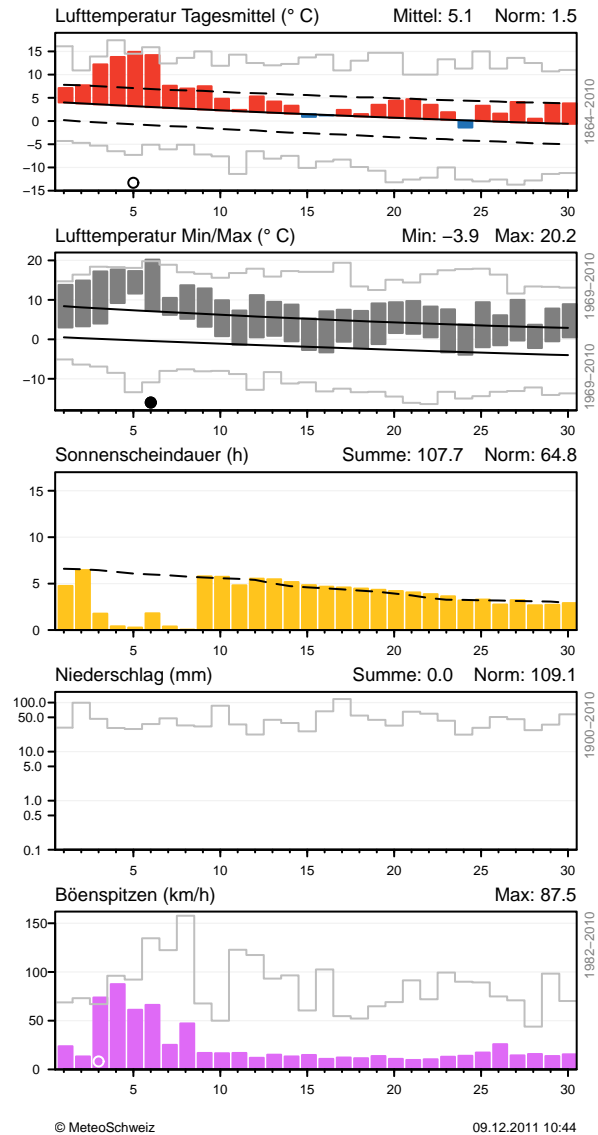 Lufttemperatur Tagesmittel (° C) Mittel: 5.1 Norm: 1.5
15
10
5
0
−5
−10
−15
5 10 15 20 25 30
1864−2010
Lufttemperatur Min/Max (° C) Min: −3.9 Max: 20.2
20
10
0
−10
5 10 15 20 25 30
1969−2010
1969−2010
Sonnenscheindauer (h) Summe: 107.7 Norm: 64.8
15
10
5
0
5 10 15 20 25 30
Niederschlag (mm) Summe: 0.0 Norm: 109.1
100.0
50.0
10.0
5.0
1.0
0.5
0.1
5 10 15 20 25 30
1900−2010
Böenspitzen (km/h) Max: 87.5
150
100
50
0
5 10 15 20 25 30
1982−2010
© MeteoSchweiz 09.12.2011 10:44